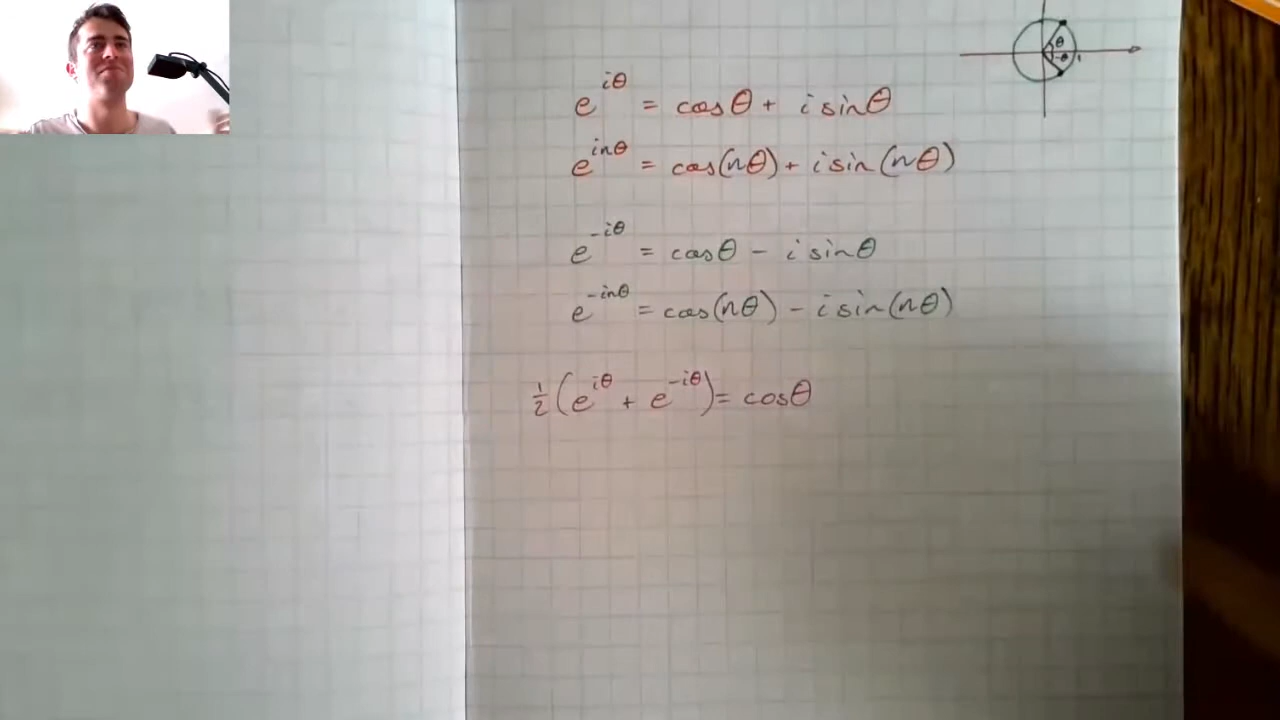 θ
-θ
1
e^{iθ} = cosθ + i sinθ
e^{inθ} = cos(nθ) + i sin(nθ)
e^{-iθ} = cosθ - i sinθ
e^{-inθ} = cos(nθ) - i sin(nθ)
½(e^{iθ} + e^{-iθ}) = cosθ